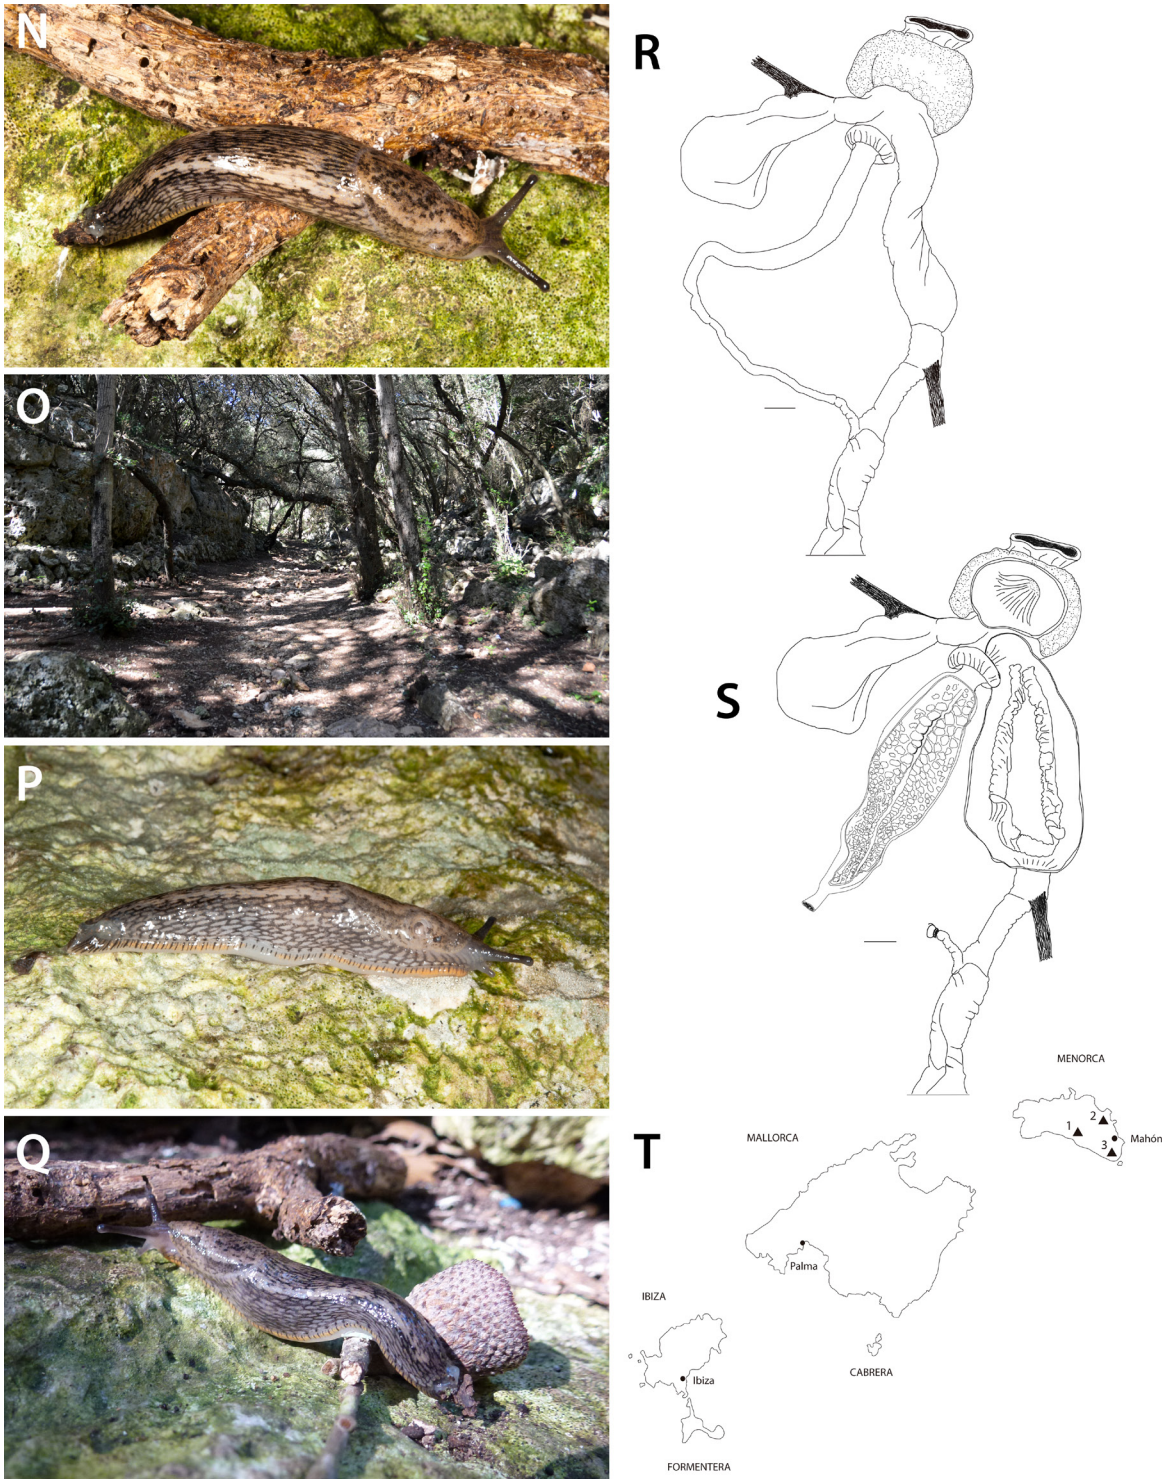 N
O
P
Q
R
S
T
MENORCA
1
2
3
Mahón
MALLORCA
Palma
IBIZA
Ibiza
CABRERA
FORMENTERA